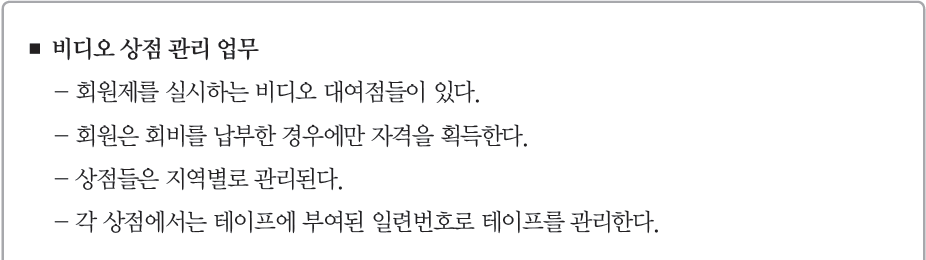 ■ 비디오 상점 관리 업무
– 회원제를 실시하는 비디오 대여점들이 있다.
– 회원은 회비를 납부한 경우에만 자격을 획득한다.
– 상점들은 지역별로 관리된다.
– 각 상점에서는 테이프에 부여된 일련번호로 테이프를 관리한다.